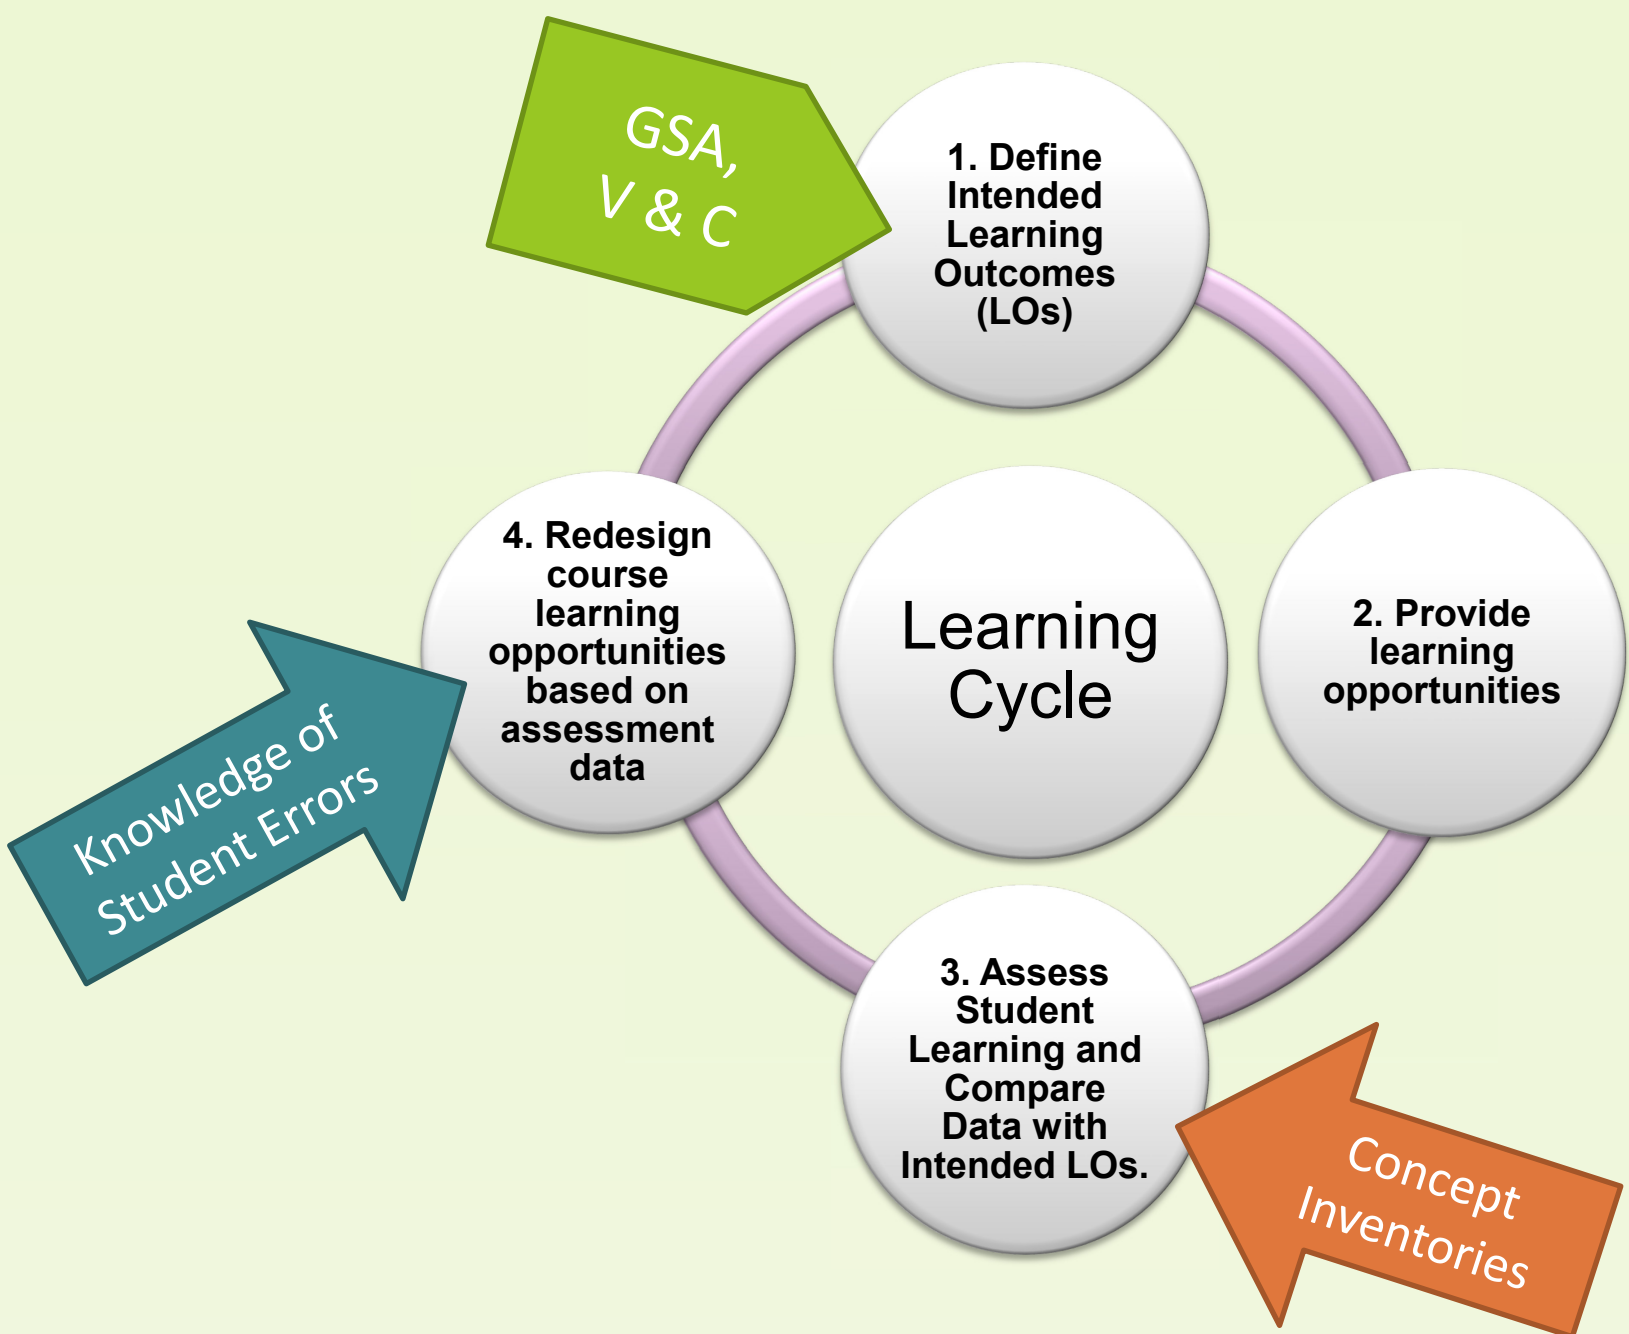 GSA,
V & C
1. Define
Intended
Learning
Outcomes
(LOs)
2. Provide
learning
opportunities
3. Assess
Student
Learning and
Compare
Data with
Intended LOs.
4. Redesign
course
learning
opportunities
based on
assessment
data
Learning
Cycle
Knowledge of
Student Errors
Concept
Inventories